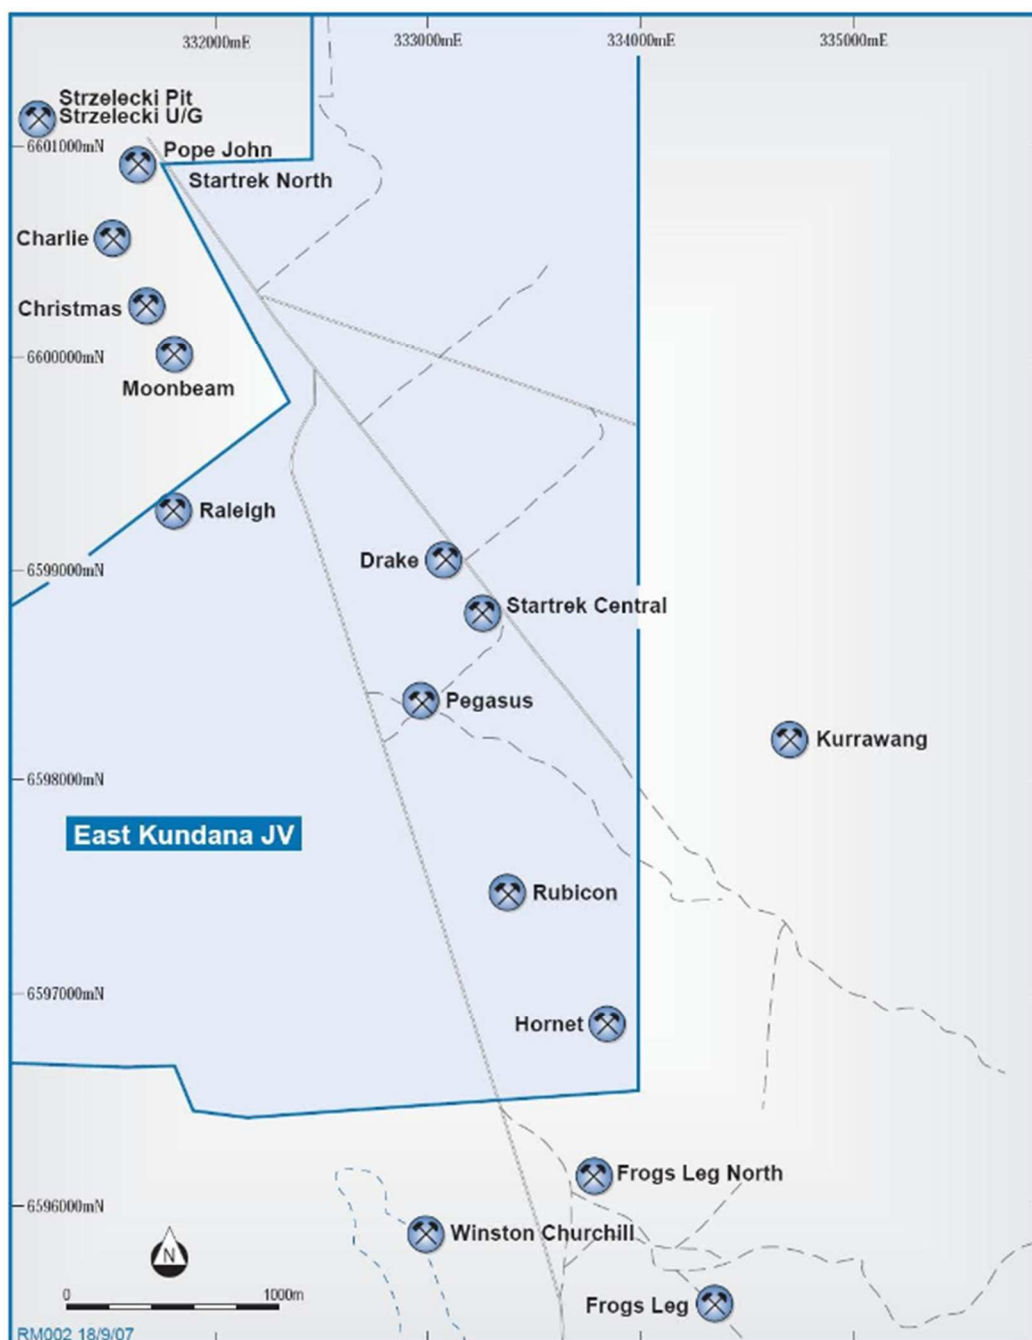 332000mE
333000mE
334000mE
335000mE
Strzelecki Pit
Strzelecki U/G
6601000mN
Pope John
Startrek North
Charlie
Christmas
6600000mN
Moonbeam
Raleigh
Drake
6599000mN
Startrek Central
Pegasus
Kurrawang
6598000mN
East Kundana JV
Rubicon
6597000mN
Hornet
Frogs Leg North
6596000mN
Winston Churchill
N
0
1000m
Frogs Leg
RM002 18/9/07